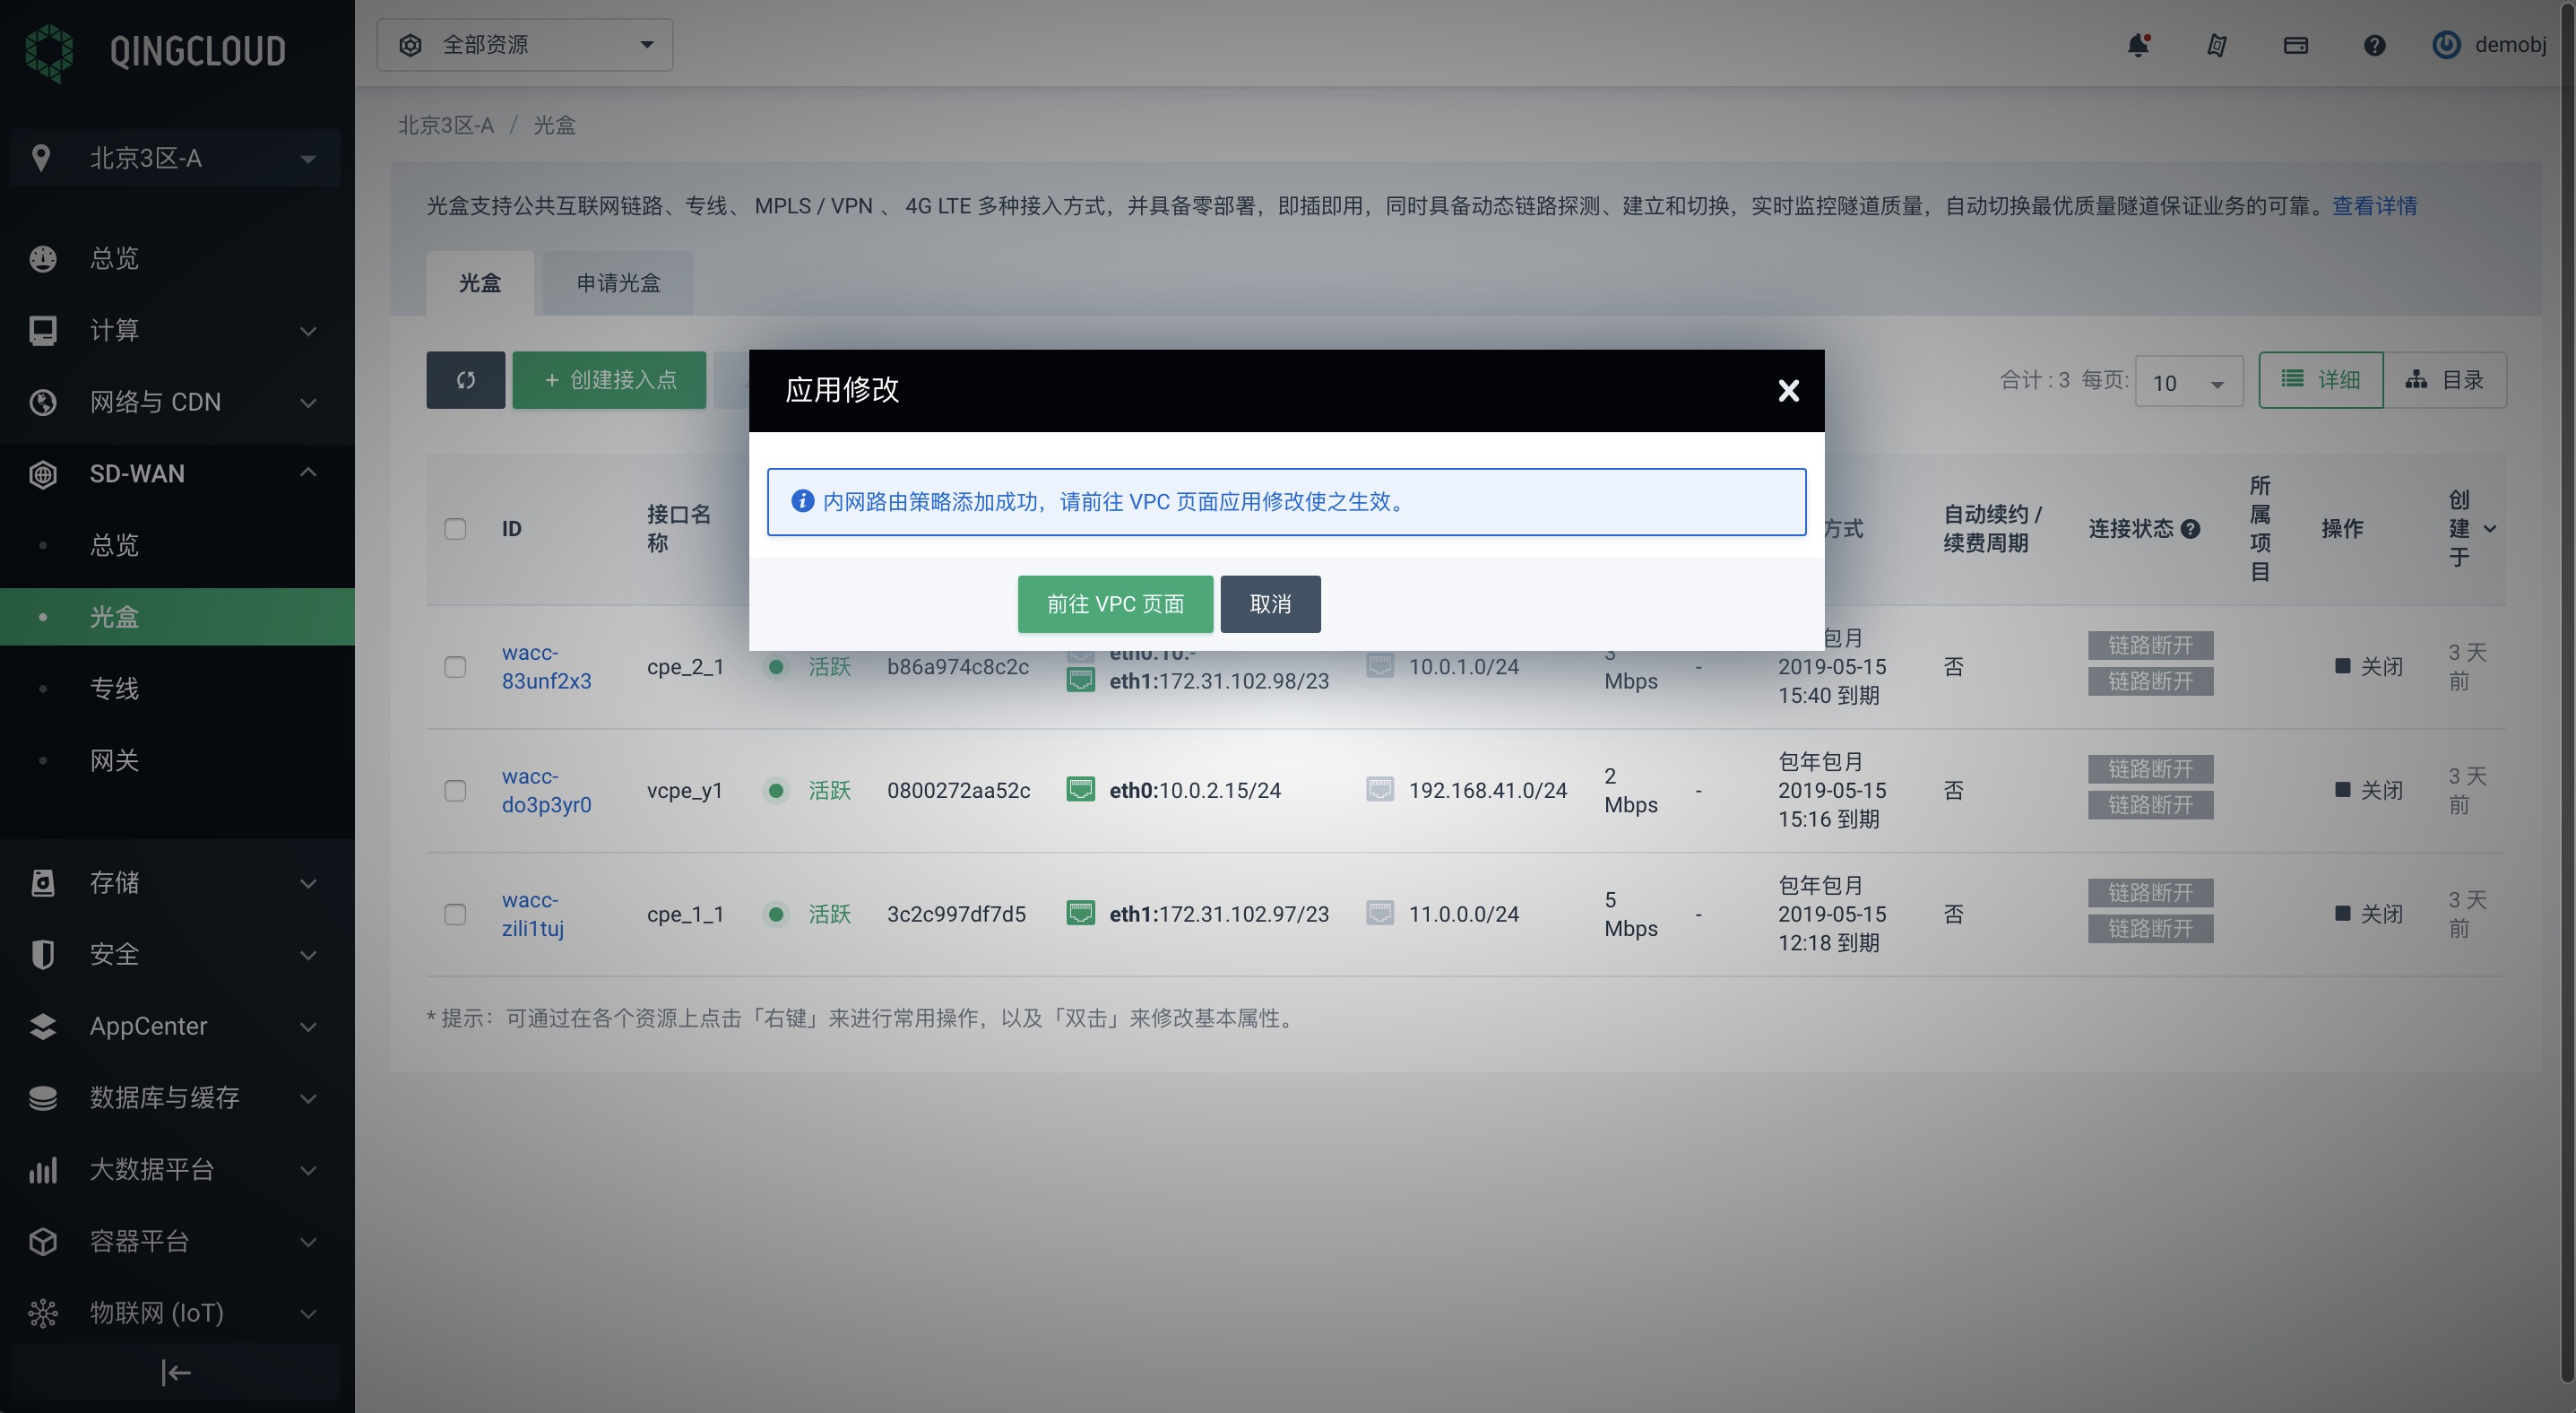 QINGCLOUD
全部资源
demobj
北京3区-A
北京3区-A / 光盒
光盒支持公共互联网链路、专线、 MPLS / VPN 、 4G LTE 多种接入方式，并具备零部署，即插即用，同时具备动态链路探测、建立和切换，实时监控隧道质量，自动切换最优质量隧道保证业务的可靠。查看详情
光盒
申请光盒
总览
计算
网络与 CDN
SD-WAN
总览
光盒
专线
网关
存储
安全
AppCenter
数据库与缓存
大数据平台
容器平台
物联网 (IoT)
+ 创建接入点
合计 : 3 每页:
10
详细
目录
应用修改
内网路由策略添加成功，请前往 VPC 页面应用修改使之生效。
前往 VPC 页面
取消
ID
接口名
称
方式
自动续约 /
续费周期
连接状态
所
属
项
目
操作
创
建
于
wacc-
83unf2x3
cpe_2_1
活跃
b86a974c8c2c
eth0.10:-
eth1:172.31.102.98/23
10.0.1.0/24
3
Mbps
-
包月
2019-05-15
15:40 到期
否
链路断开
链路断开
关闭
3 天
前
wacc-
do3p3yr0
vcpe_y1
活跃
0800272aa52c
eth0:10.0.2.15/24
192.168.41.0/24
2
Mbps
-
包年包月
2019-05-15
15:16 到期
否
链路断开
链路断开
关闭
3 天
前
wacc-
zili1tuj
cpe_1_1
活跃
3c2c997df7d5
eth1:172.31.102.97/23
11.0.0.0/24
5
Mbps
-
包年包月
2019-05-15
12:18 到期
否
链路断开
链路断开
关闭
3 天
前
* 提示：可通过在各个资源上点击「右键」来进行常用操作，以及「双击」来修改基本属性。